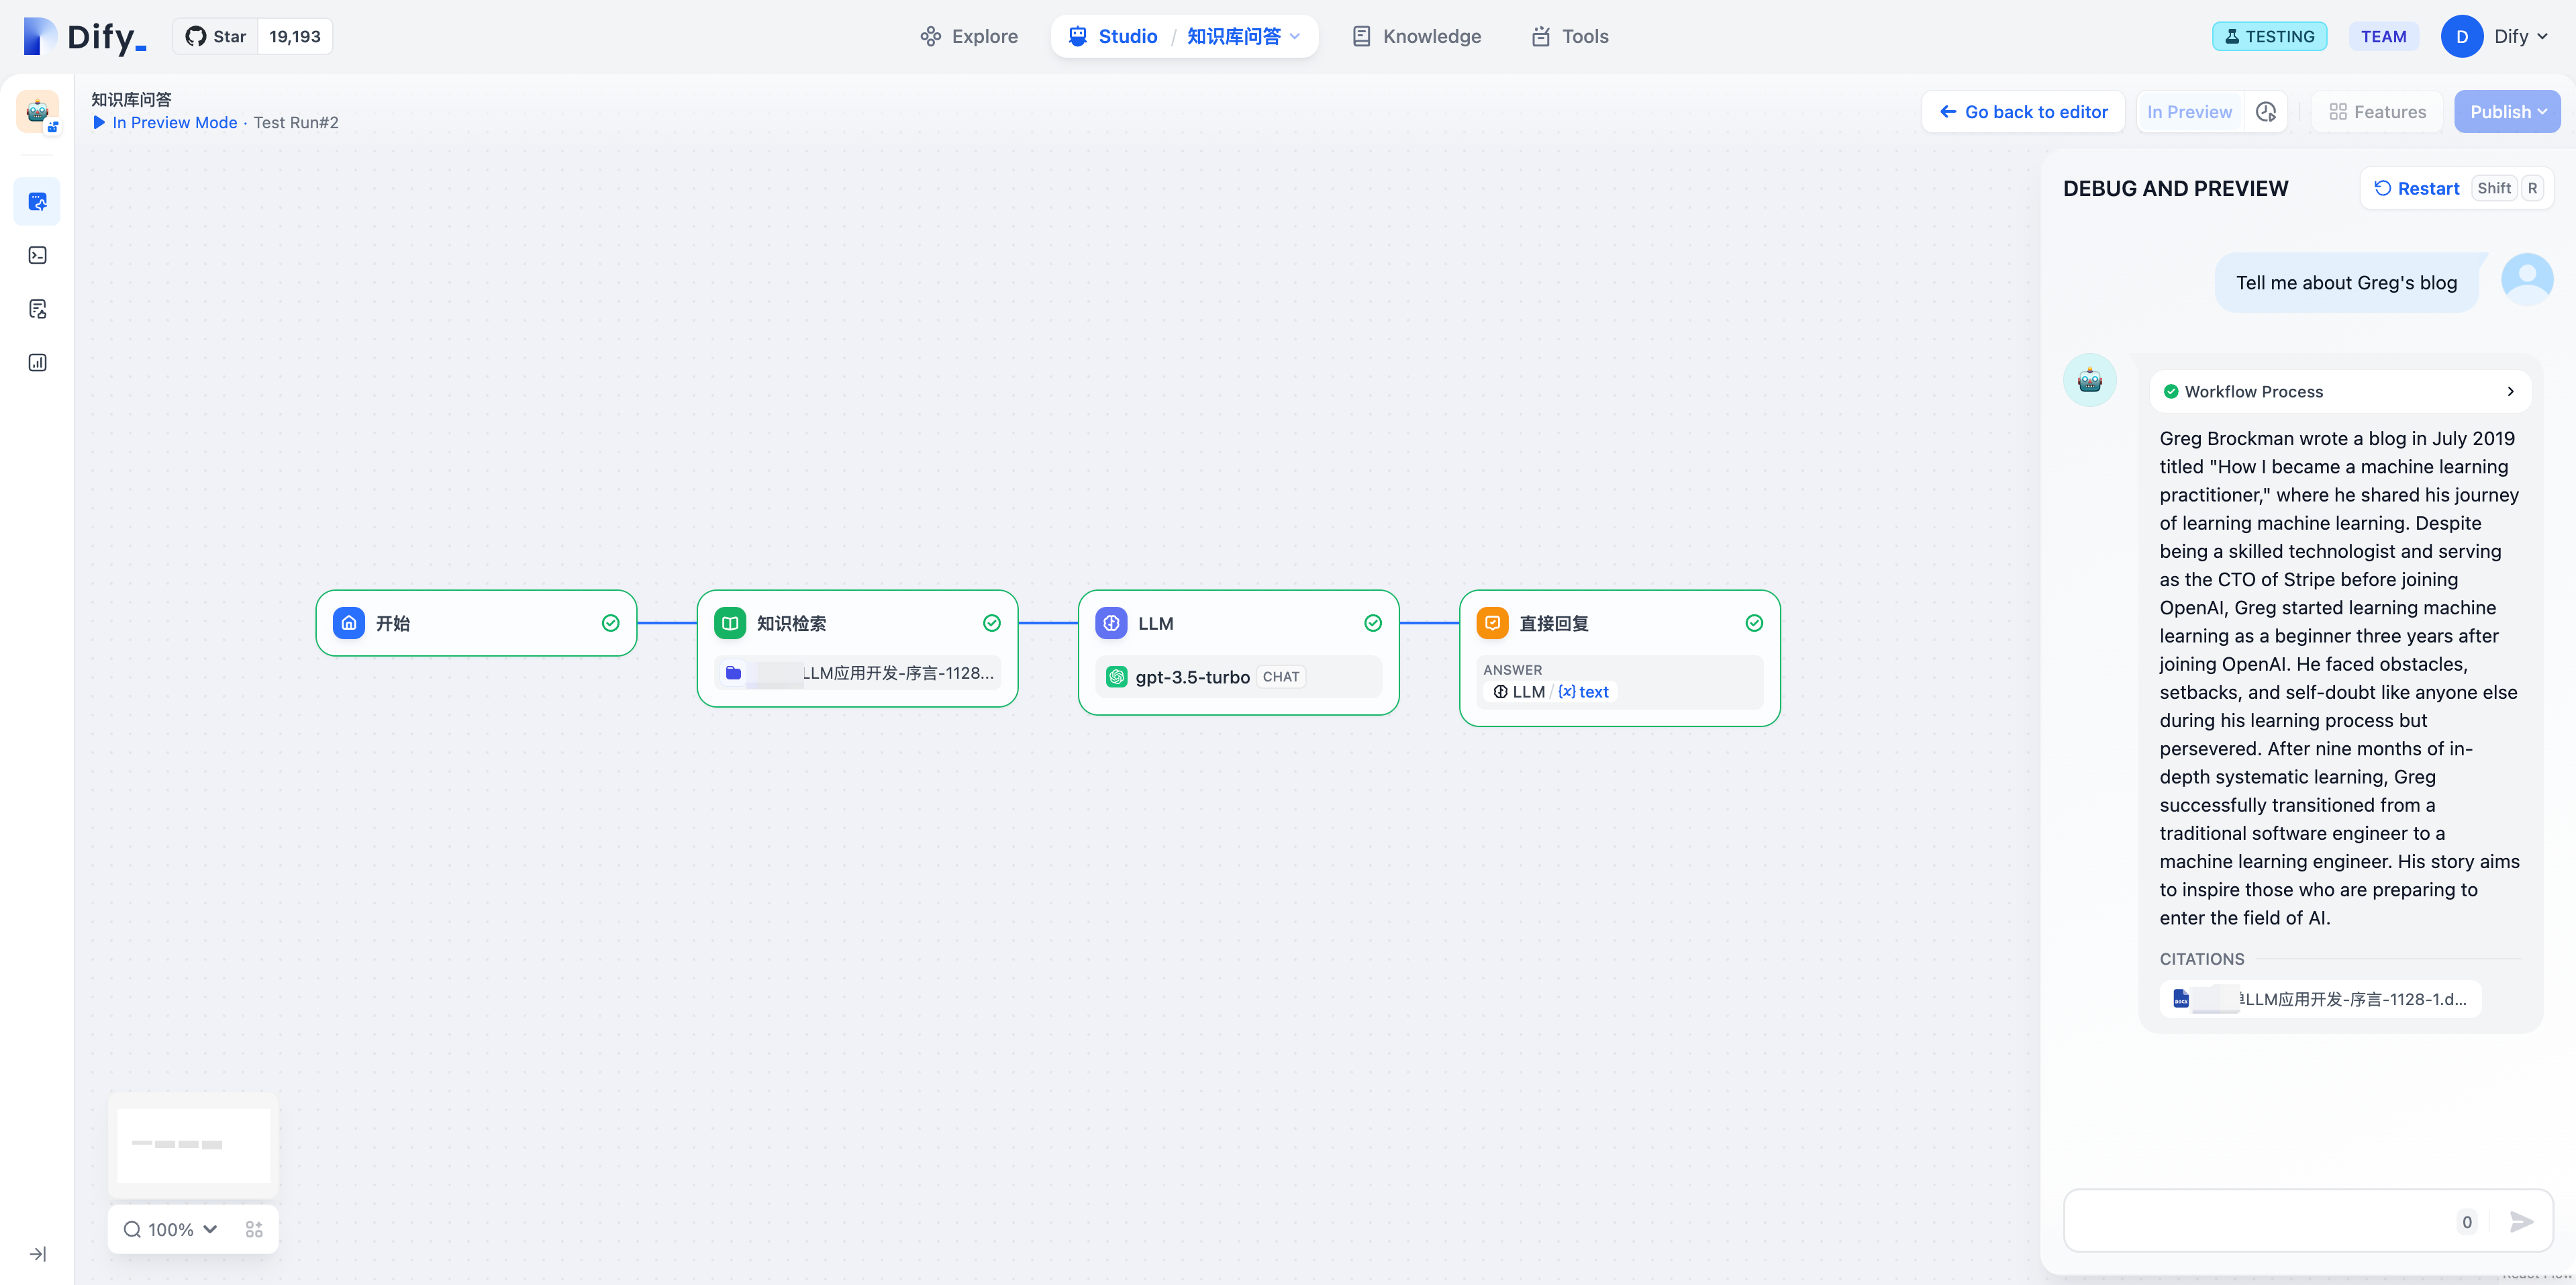 Dify_
Star 19,193
Explore
Studio / 知识库问答
Knowledge
Tools
TESTING
TEAM
D
Dify
知识库问答
In Preview Mode · Test Run#2
Go back to editor
In Preview
Features
Publish
DEBUG AND PREVIEW
Restart Shift R
Tell me about Greg's blog
Workflow Process
Greg Brockman wrote a blog in July 2019
titled "How I became a machine learning
practitioner," where he shared his journey
of learning machine learning. Despite
being a skilled technologist and serving
as the CTO of Stripe before joining
OpenAI, Greg started learning machine
learning as a beginner three years after
joining OpenAI. He faced obstacles,
setbacks, and self-doubt like anyone else
during his learning process but
persevered. After nine months of in-
depth systematic learning, Greg
successfully transitioned from a
traditional software engineer to a
machine learning engineer. His story aims
to inspire those who are preparing to
enter the field of AI.
CITATIONS
LLM应用开发-序言-1128-1.d...
0
开始
知识检索
LLM应用开发-序言-1128...
LLM
gpt-3.5-turbo CHAT
直接回复
ANSWER
LLM / {x} text
100%